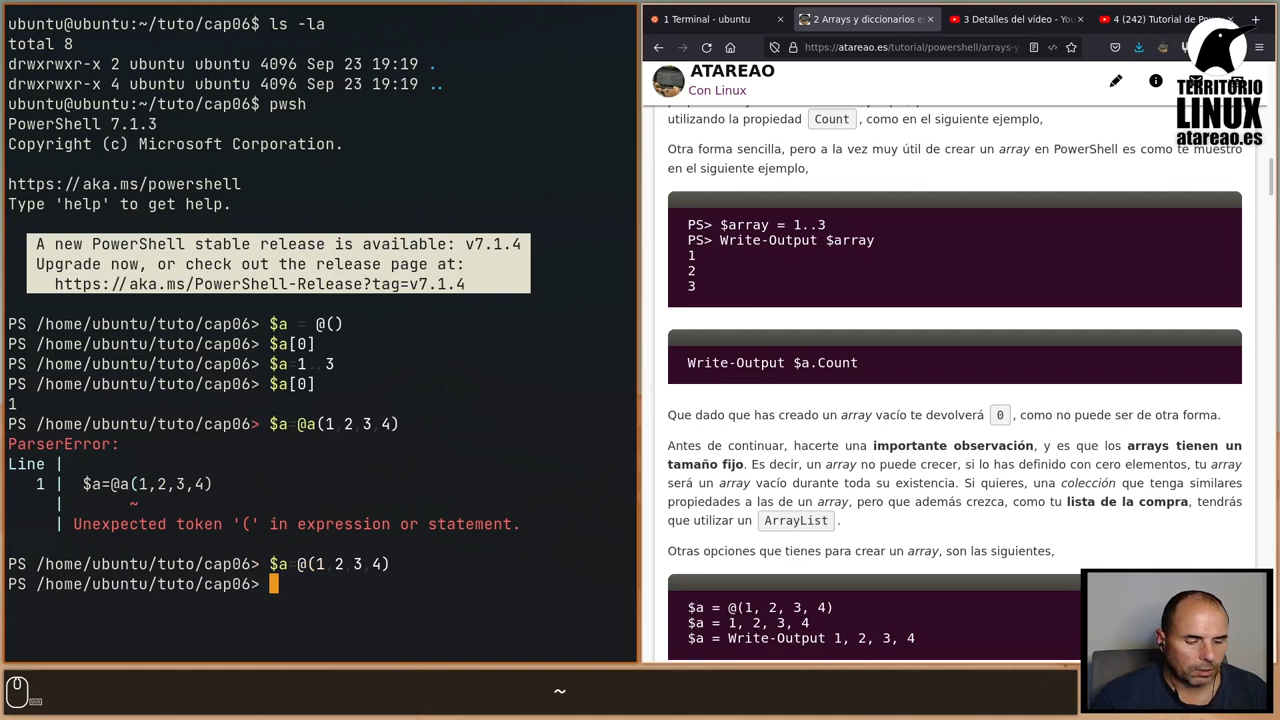 ubuntu@ubuntu:~/tuto/cap06$ ls -la
total 8
drwxrwxr-x 2 ubuntu ubuntu 4096 Sep 23 19:19 .
drwxrwxr-x 4 ubuntu ubuntu 4096 Sep 23 19:19 ..
ubuntu@ubuntu:~/tuto/cap06$ pwsh
PowerShell 7.1.3
Copyright (c) Microsoft Corporation.
https://aka.ms/powershell
Type 'help' to get help.
A new PowerShell stable release is available: v7.1.4
Upgrade now, or check out the release page at:
https://aka.ms/PowerShell-Release?tag=v7.1.4
PS /home/ubuntu/tuto/cap06> $a = @()
PS /home/ubuntu/tuto/cap06> $a[0]
PS /home/ubuntu/tuto/cap06> $a=1..3
PS /home/ubuntu/tuto/cap06> $a[0]
1
PS /home/ubuntu/tuto/cap06> $a=@a(1,2,3,4)
ParserError:
Line |
1 | $a=@a(1,2,3,4)
| ~
| Unexpected token '(' in expression or statement.
PS /home/ubuntu/tuto/cap06> $a=@(1,2,3,4)
PS /home/ubuntu/tuto/cap06>
~
1 Terminal - ubuntu
2 Arrays y diccionarios e
3 Detalles del vídeo - You
4 (242) Tutorial de
https://atareao.es/tutorial/powershell/arrays-y
ATAREAO
Con Linux
TERRITORIO
LINUX
atareao.es
utilizando la propiedad Count , como en el siguiente ejemplo,
Otra forma sencilla, pero a la vez muy útil de crear un array en PowerShell es como te muestro
en el siguiente ejemplo,
PS> $array = 1..3
PS> Write-Output $array
1
2
3
Write-Output $a.Count
Que dado que has creado un array vacío te devolverá 0 , como no puede ser de otra forma.
Antes de continuar, hacerte una importante observación, y es que los arrays tienen un
tamaño fijo. Es decir, un array no puede crecer, si lo has definido con cero elementos, tu array
será un array vacío durante toda su existencia. Si quieres, una colección que tenga similares
propiedades a las de un array, pero que además crezca, como tu lista de la compra, tendrás
que utilizar un ArrayList .
Otras opciones que tienes para crear un array, son las siguientes,
$a = @(1, 2, 3, 4)
$a = 1, 2, 3, 4
$a = Write-Output 1, 2, 3, 4